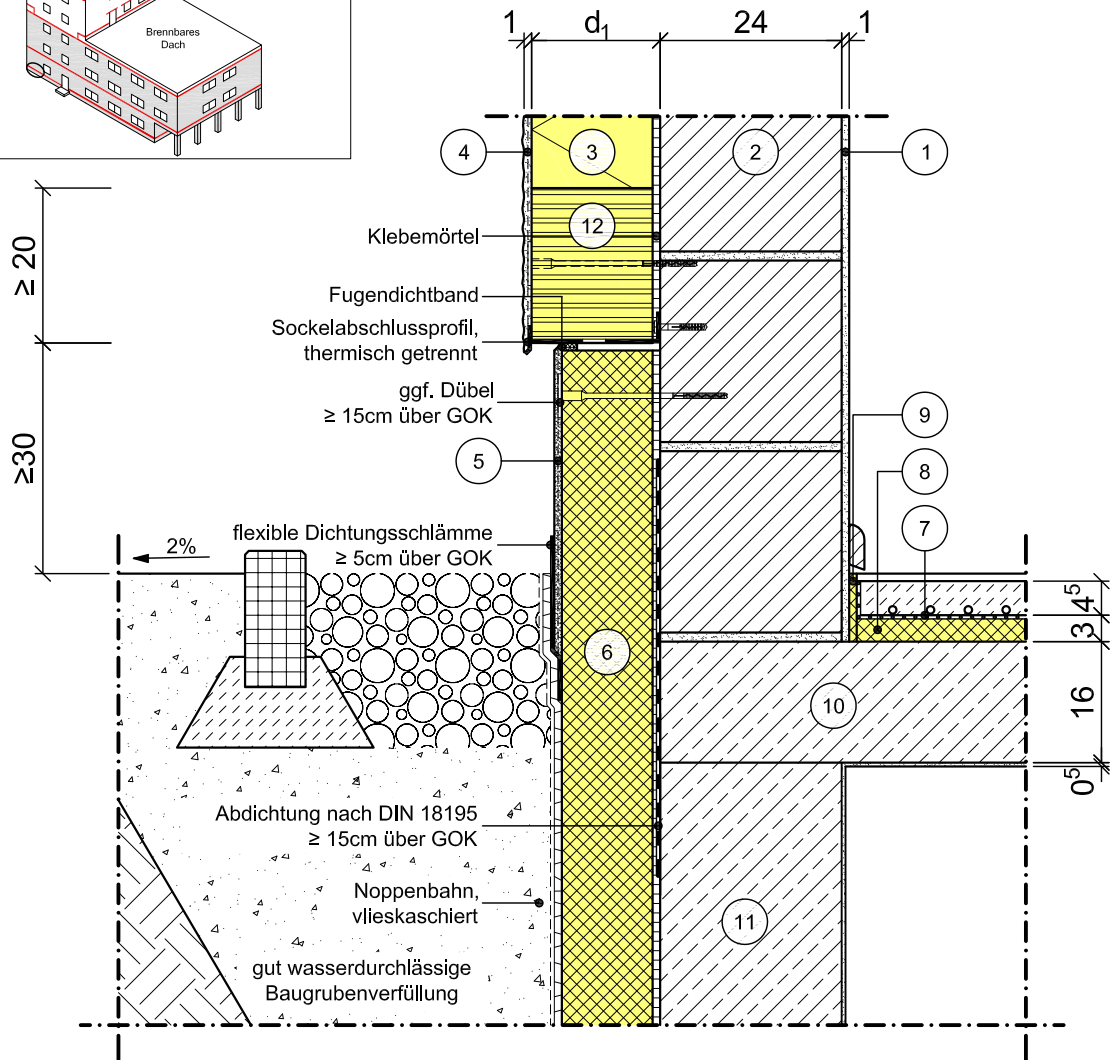 Brennbares
Dach
1 d₁ 24 1
4 3 2 1
12
Klebemörtel
≥ 20
Fugendichtband
Sockelabschlussprofil,
thermisch getrennt
ggf. Dübel
≥ 15cm über GOK
≥30
5
9
8
7
flexible Dichtungsschlämme
≥ 5cm über GOK
2%
4⁵
3
6
16
10
0⁵
Abdichtung nach DIN 18195
≥ 15cm über GOK
Noppenbahn,
vlieskaschiert
11
gut wasserdurchlässige
Baugrubenverfüllung